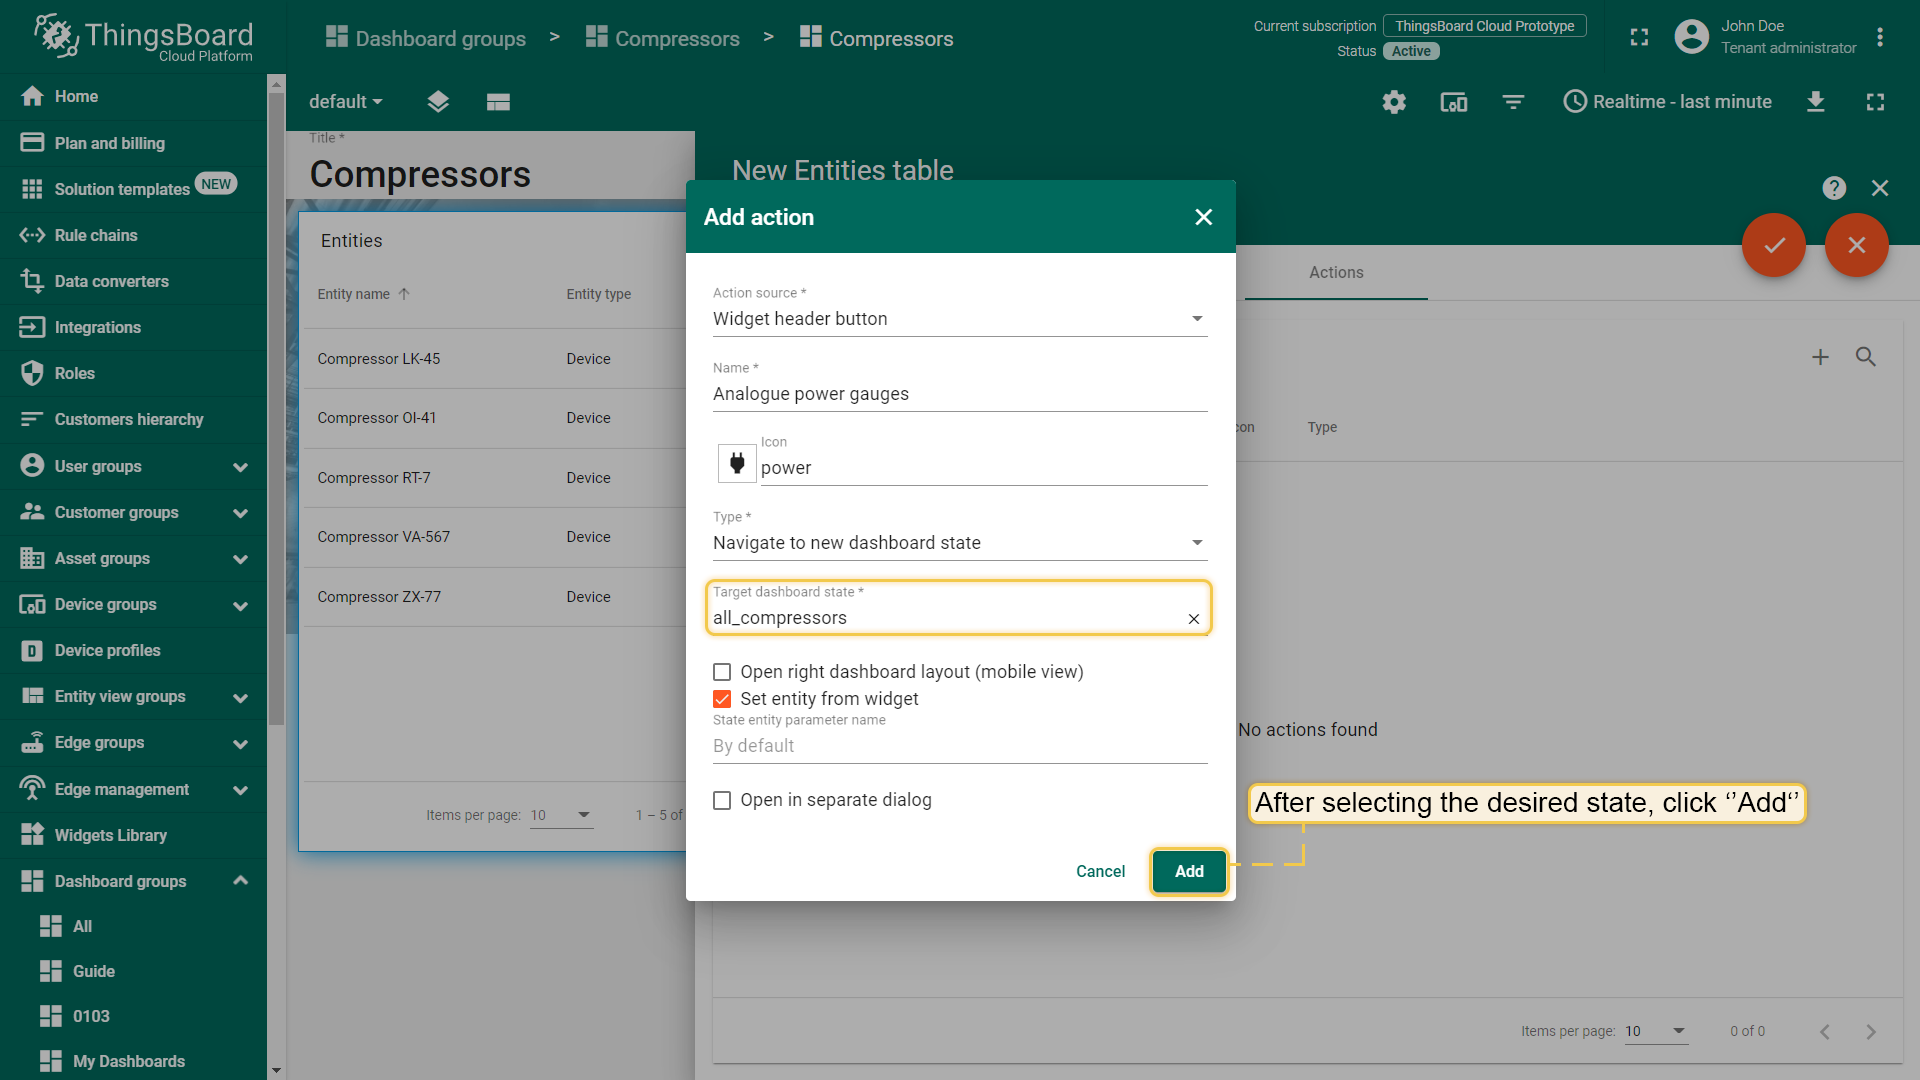 ThingsBoard
Cloud Platform
Dashboard groups > Compressors > Compressors
Current subscription ThingsBoard Cloud Prototype
Status Active
John Doe
Tenant administrator
Home
Plan and billing
Solution templates NEW
Rule chains
Data converters
Integrations
Roles
Customers hierarchy
User groups
Customer groups
Asset groups
Device groups
Device profiles
Entity view groups
Edge groups
Edge management
Widgets Library
Dashboard groups
All
Guide
0103
My Dashboards
default
Realtime - last minute
Title *
Compressors
Entities
Entity name Entity type
Compressor LK-45 Device
Compressor OI-41 Device
Compressor RT-7 Device
Compressor VA-567 Device
Compressor ZX-77 Device
Items per page: 10 1 – 5 of
New Entities table
Actions
con Type
No actions found
Items per page: 10 0 of 0
Add action
Action source *
Widget header button
Name *
Analogue power gauges
Icon
power
Type *
Navigate to new dashboard state
Target dashboard state *
all_compressors
Open right dashboard layout (mobile view)
Set entity from widget
State entity parameter name
By default
Open in separate dialog
Cancel Add
After selecting the desired state, click ‘’Add‘’